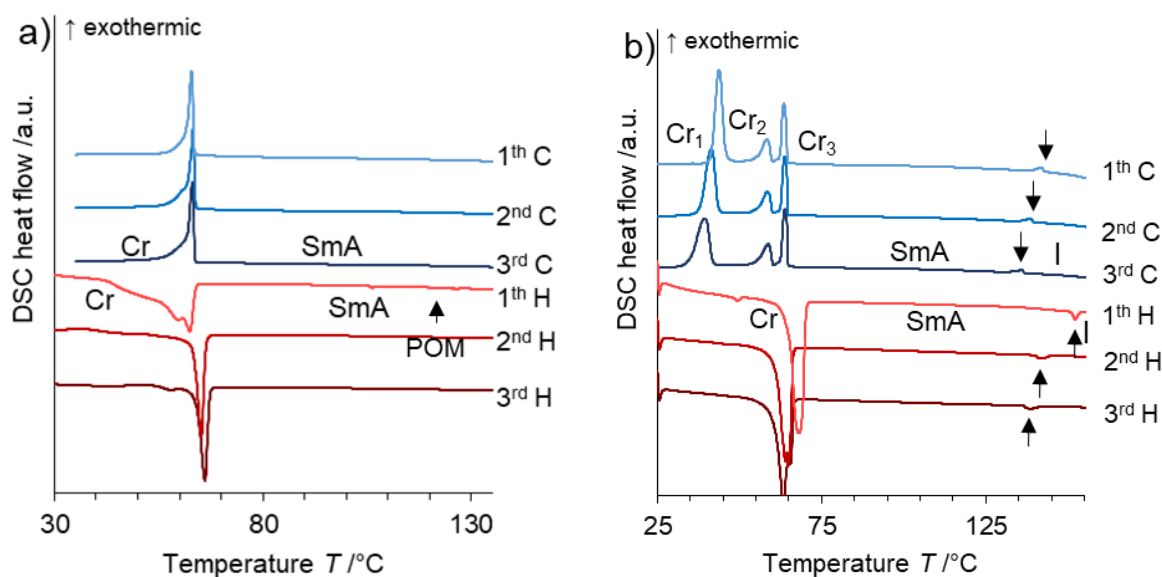 a)
↑ exothermic
DSC heat flow /a.u.
1th C
2nd C
Cr SmA 3rd C
Cr 1th H
SmA
POM
2nd H
3rd H
30 80 130
Temperature T /°C
b)
↑ exothermic
DSC heat flow /a.u.
Cr1 Cr2 Cr3
1th C
2nd C
SmA I
3rd C
1th H
Cr SmA I
2nd H
3rd H
25 75 125
Temperature T /°C